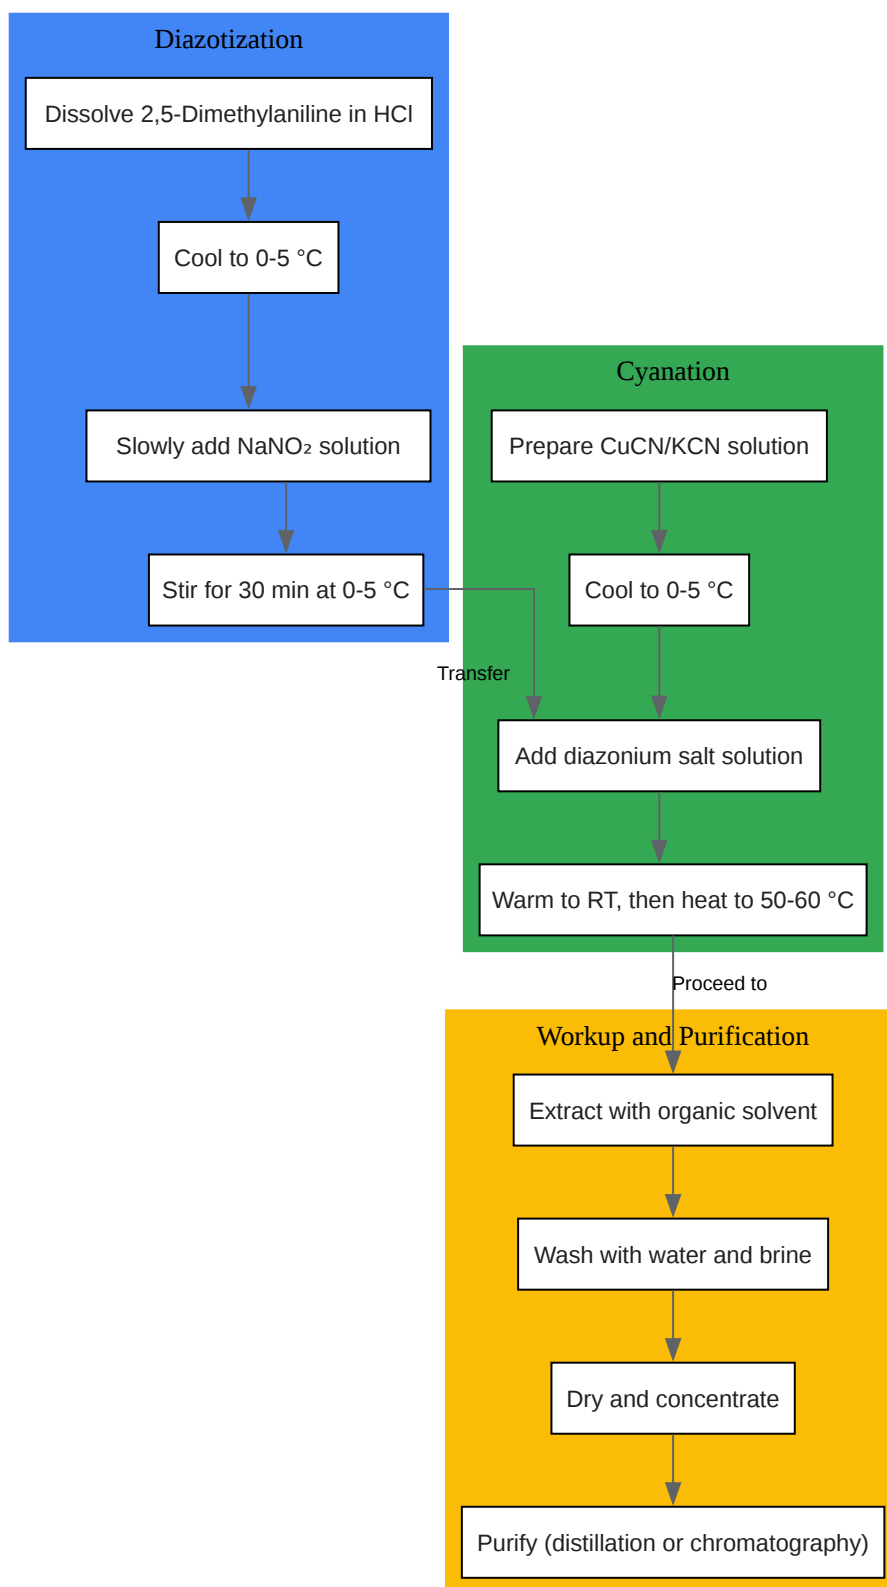 Diazotization
Dissolve 2,5-Dimethylaniline in HCl
Cool to 0-5 °C
Slowly add NaNO₂ solution
Stir for 30 min at 0-5 °C
Transfer
Cyanation
Prepare CuCN/KCN solution
Cool to 0-5 °C
Add diazonium salt solution
Warm to RT, then heat to 50-60 °C
Proceed to
Workup and Purification
Extract with organic solvent
Wash with water and brine
Dry and concentrate
Purify (distillation or chromatography)